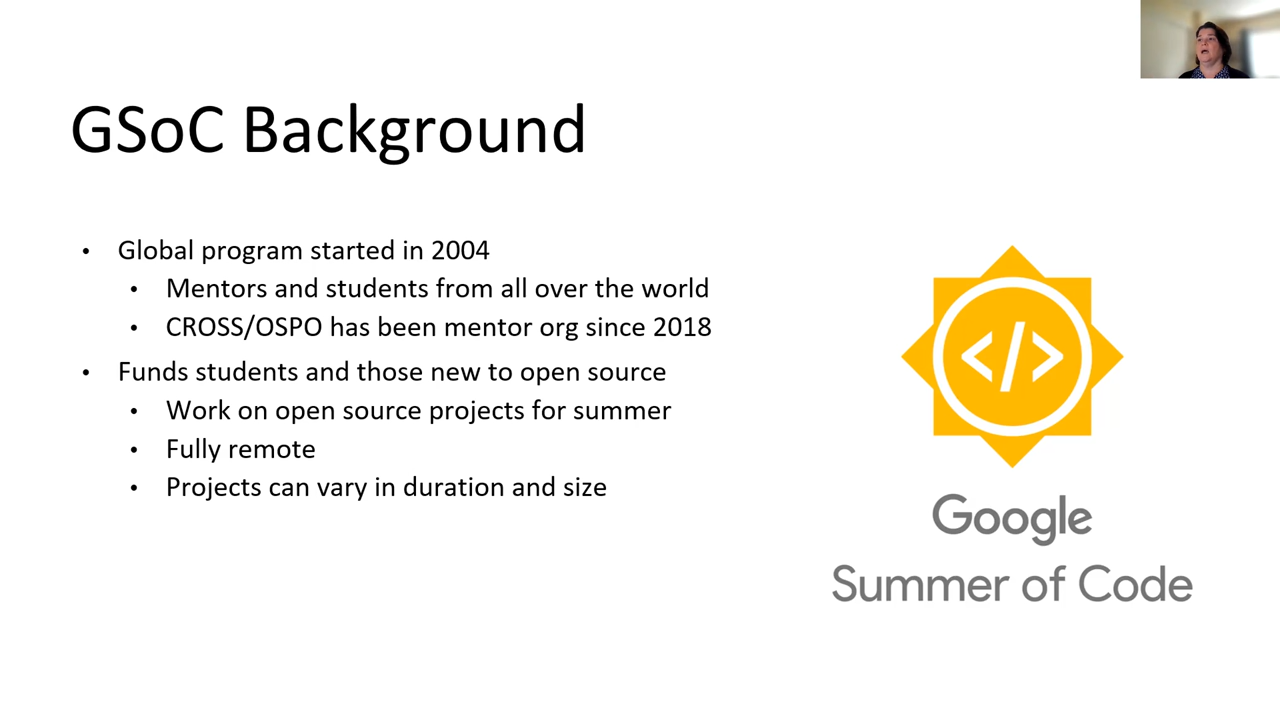 GSoC Background
• Global program started in 2004
• Mentors and students from all over the world
• CROSS/OSPO has been mentor org since 2018
• Funds students and those new to open source
• Work on open source projects for summer
• Fully remote
• Projects can vary in duration and size
</>
Google
Summer of Code